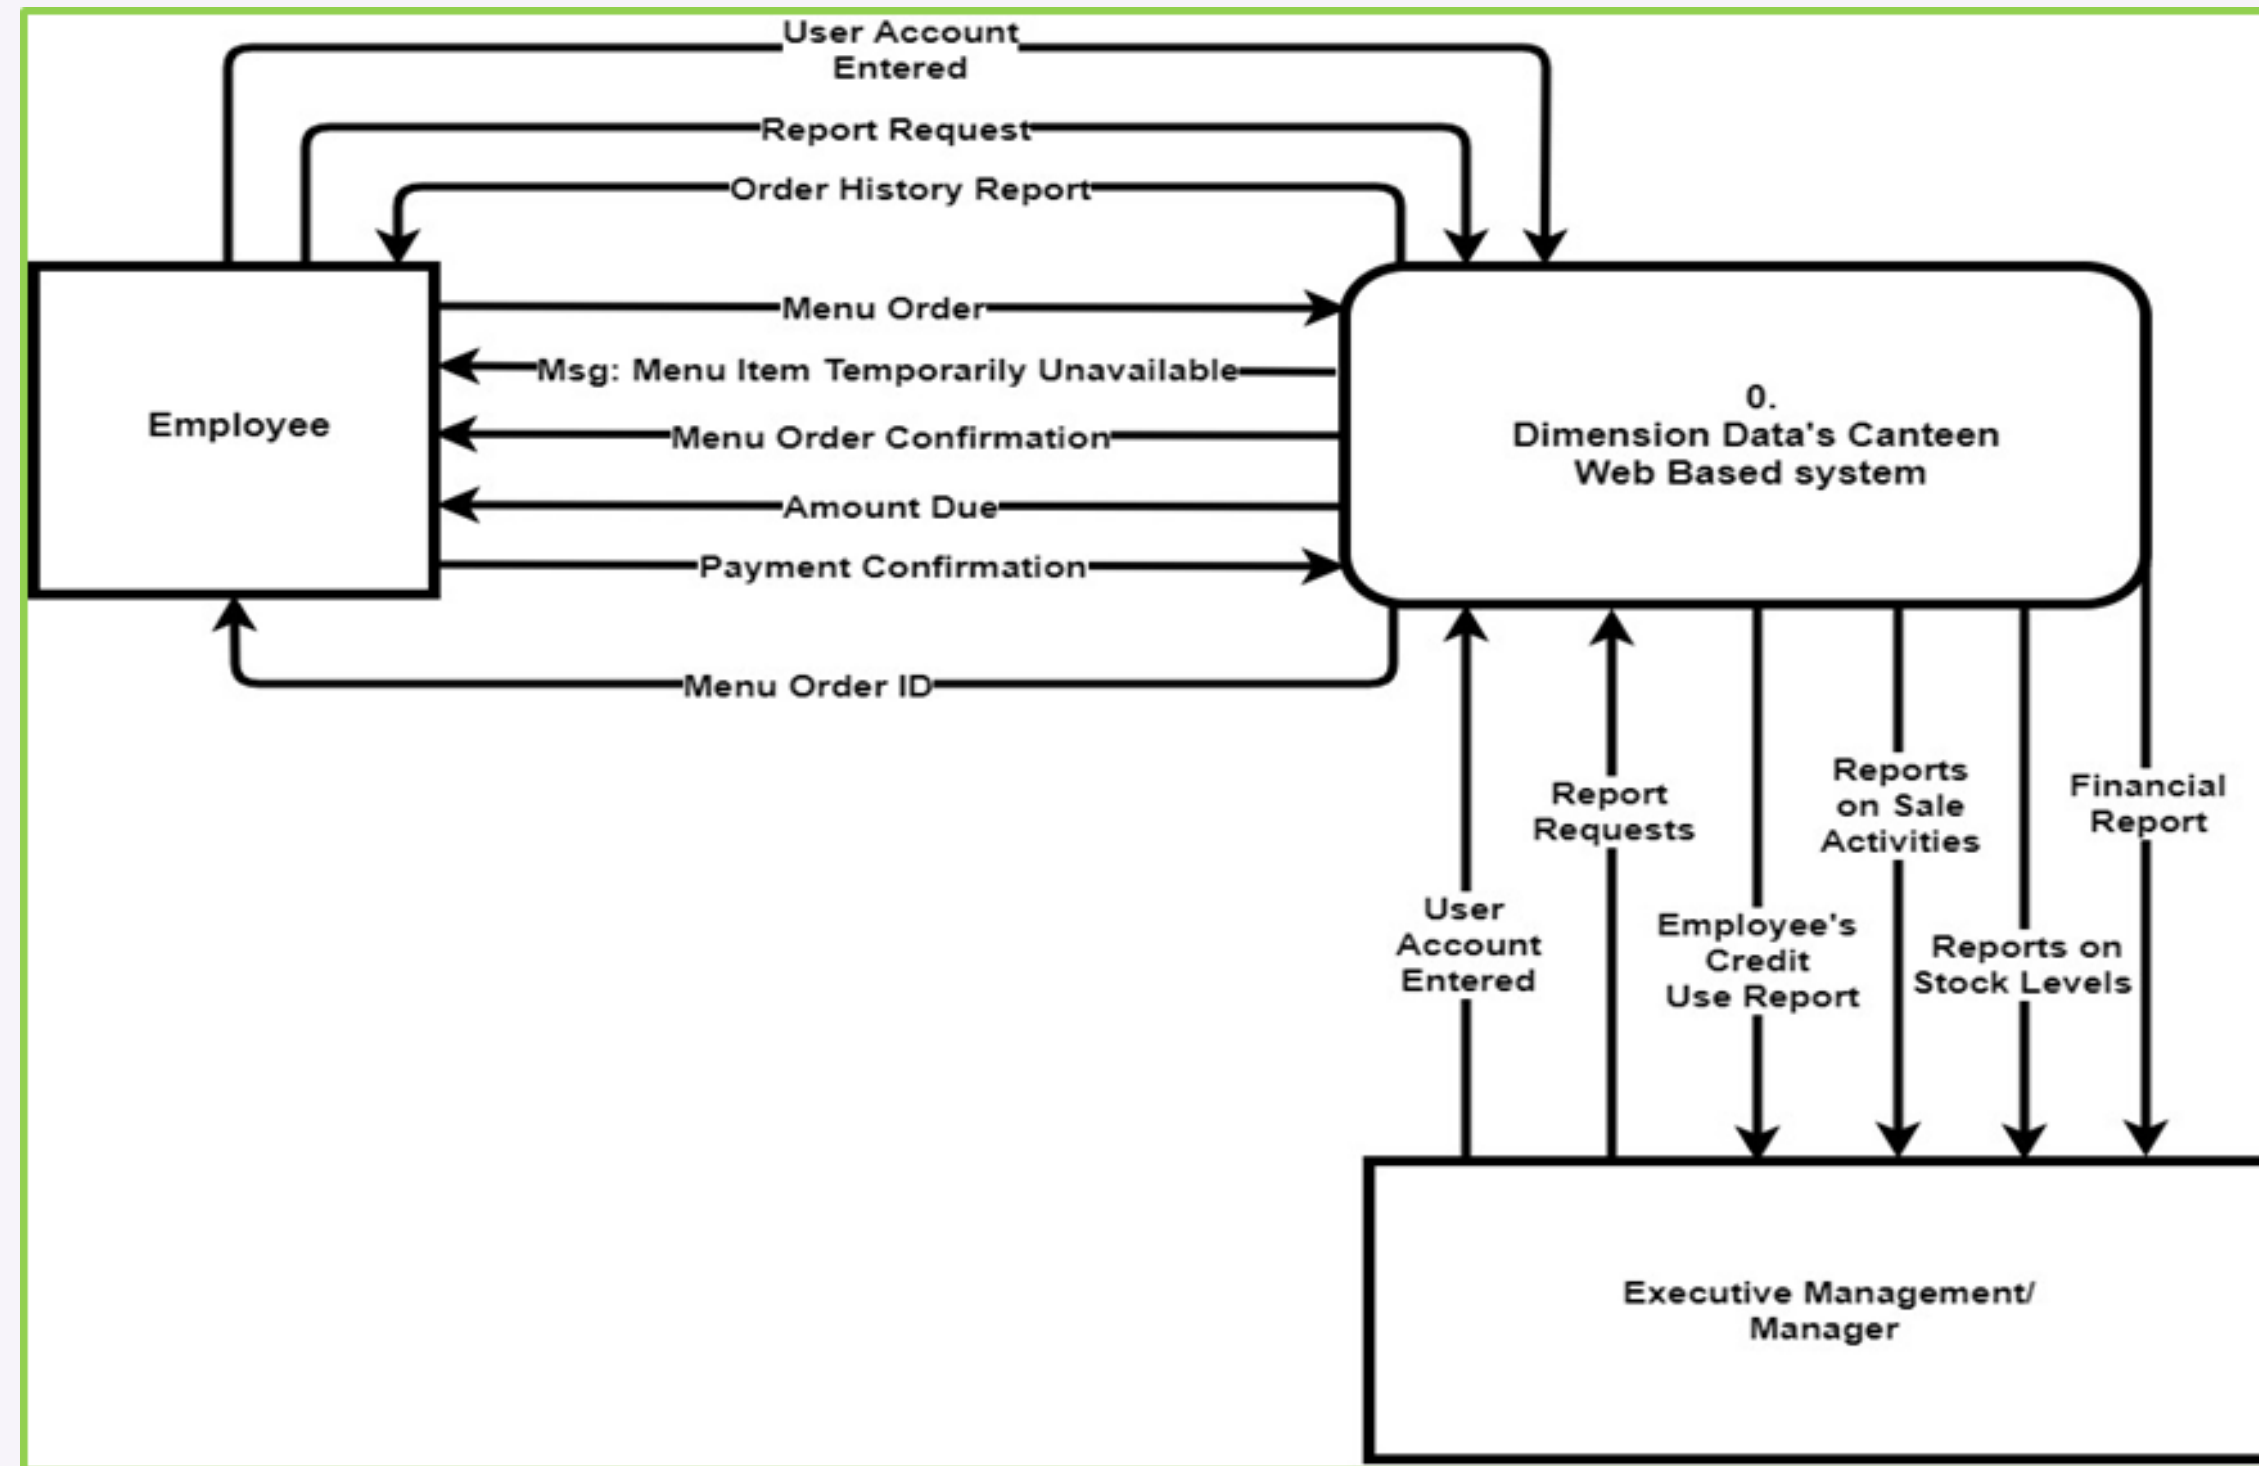 User Account
Entered
Report Request
Order History Report
Menu Order
Msg: Menu Item Temporarily Unavailable
Menu Order Confirmation
Amount Due
Payment Confirmation
Menu Order ID
Employee
0.
Dimension Data's Canteen
Web Based system
User
Account
Entered
Report
Requests
Employee's
Credit
Use Report
Reports
on Sale
Activities
Reports on
Stock Levels
Financial
Report
Executive Management/
Manager